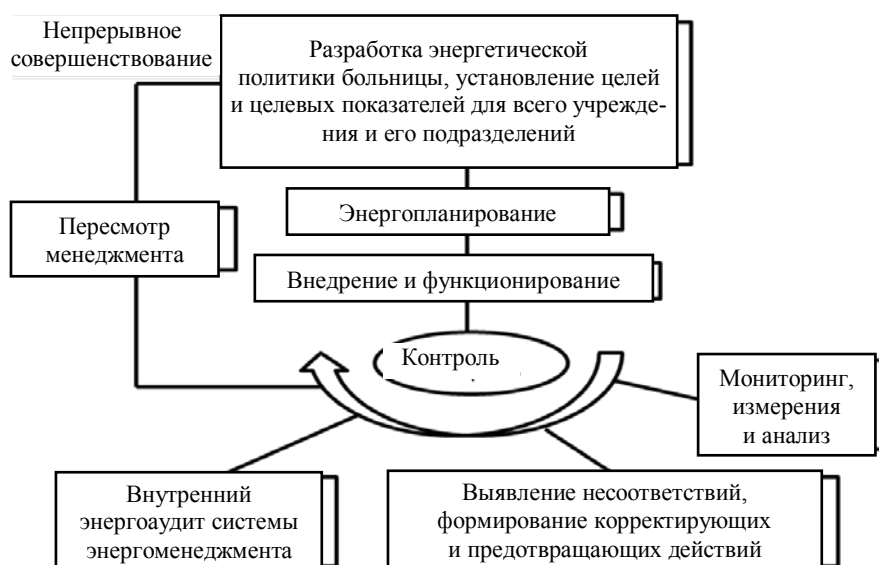 Непрерывное
совершенствование
Разработка энергетической
политики больницы, установление целей
и целевых показателей для всего учрежде-
ния и его подразделений
Энергопланирование
Пересмотр
менеджмента
Внедрение и функционирование
Контроль
Мониторинг,
измерения
и анализ
Внутренний
энергоаудит системы
энергоменеджмента
Выявление несоответствий,
формирование корректирующих
и предотвращающих действий